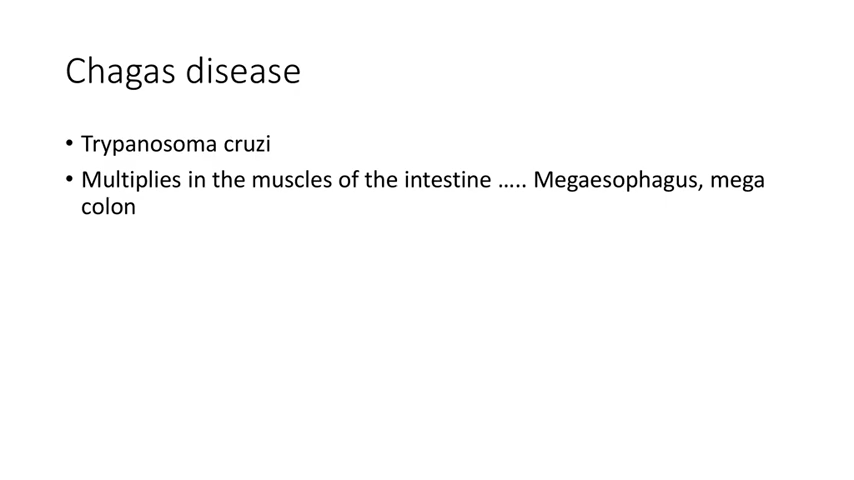 Chagas disease
• Trypanosoma cruzi
• Multiplies in the muscles of the intestine ..... Megaesophagus, mega
colon